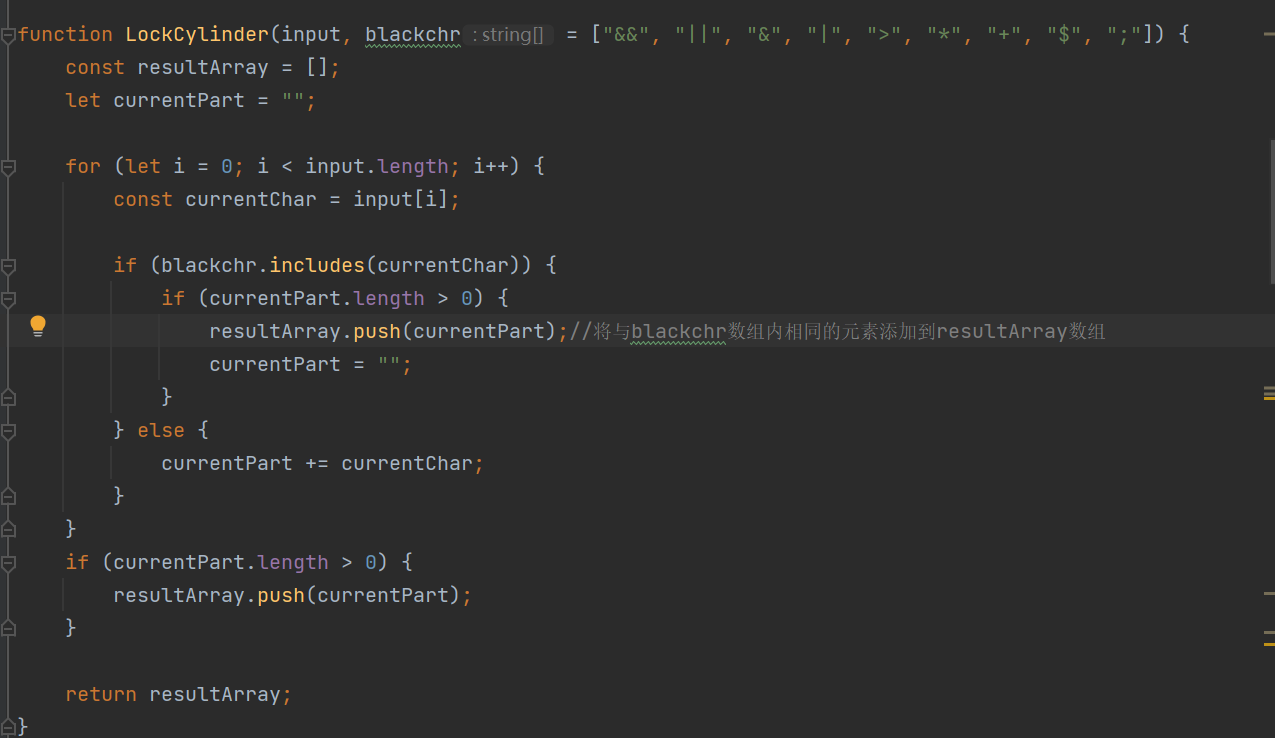 function LockCylinder(input, blackchr : string[] = ["&&", "||", "&", "|", ">", "*", "+", "$", ";"]) {
    const resultArray = [];
    let currentPart = "";

    for (let i = 0; i < input.length; i++) {
        const currentChar = input[i];

        if (blackchr.includes(currentChar)) {
            if (currentPart.length > 0) {
                resultArray.push(currentPart);//将与blackchr数组内相同的元素添加到resultArray数组
                currentPart = "";
            }
        } else {
            currentPart += currentChar;
        }
    }
    if (currentPart.length > 0) {
        resultArray.push(currentPart);
    }

    return resultArray;
}